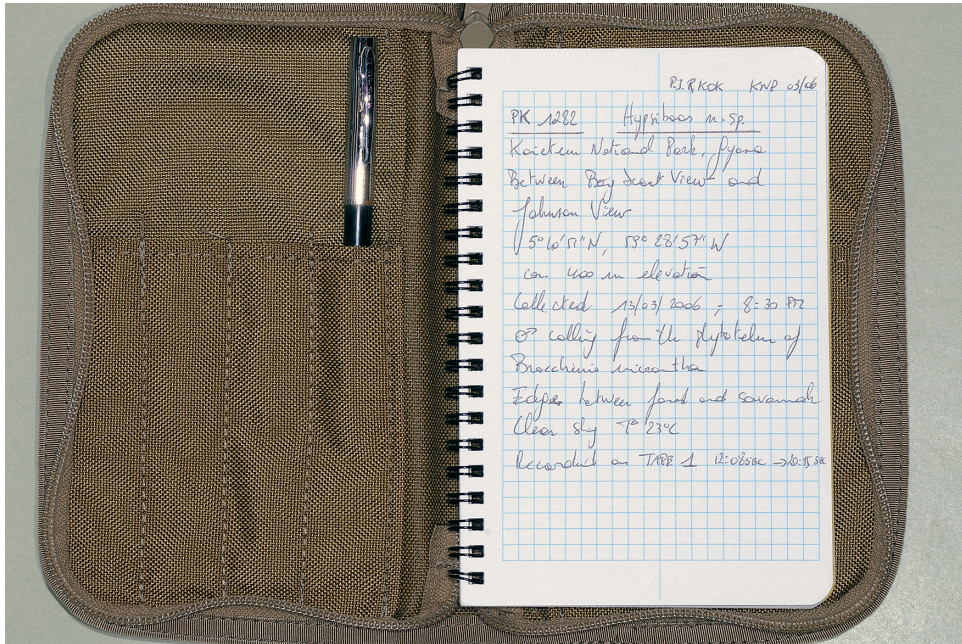 P.J.R. KOK KNP 03/06
PK 1282 Hypsiboas n. sp.
Kaieteur National Park, Guyana
Between Boy Scout View and
Johnson View
5° 10' 51" N, 59° 28' 57" W
400 m elevation
Collected 13/03/2006 ; 8:30 PM
♂ calling from the phytotelm of
Brocchinia micrantha
Edges between forest and savannah
Clear sky T° 23°C
Recorded on TAPE 1